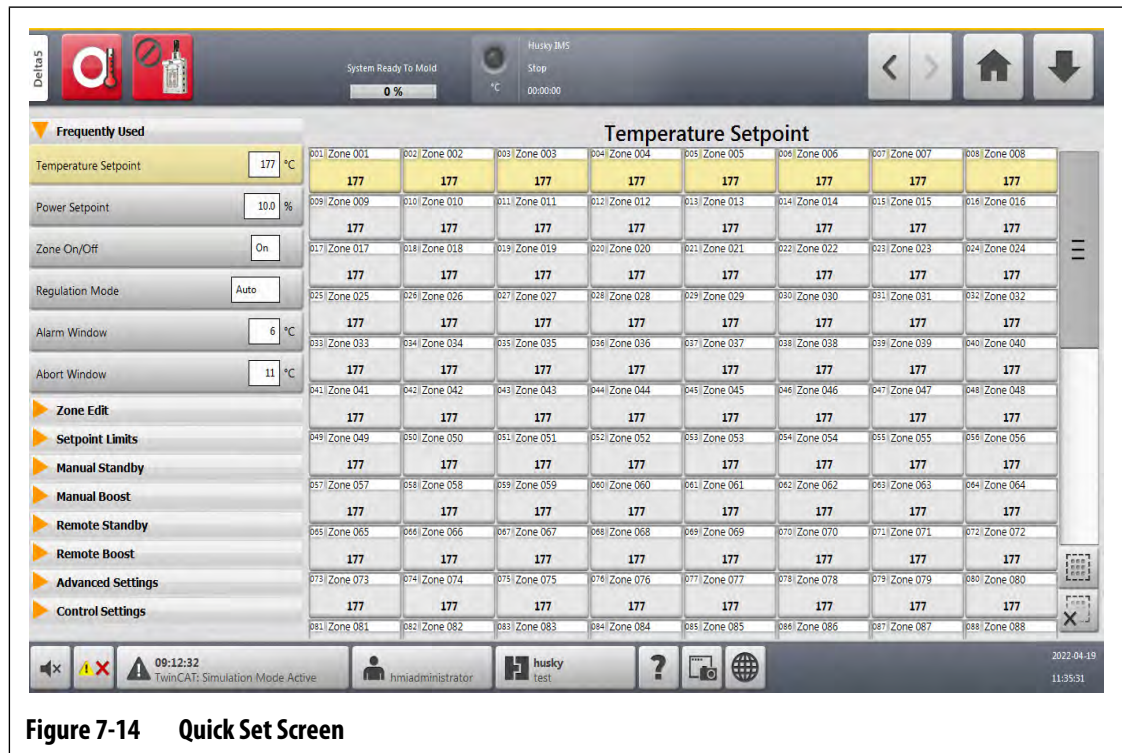 Delta5
System Ready To Mold
0 %
°C
Husky IMS
Stop
00:00:00
Frequently Used
Temperature Setpoint 177 °C
Power Setpoint 10.0 %
Zone On/Off On
Regulation Mode Auto
Alarm Window 6 °C
Abort Window 11 °C
Zone Edit
Setpoint Limits
Manual Standby
Manual Boost
Remote Standby
Remote Boost
Advanced Settings
Control Settings
Temperature Setpoint
001 Zone 001 002 Zone 002 003 Zone 003 004 Zone 004 005 Zone 005 006 Zone 006 007 Zone 007 008 Zone 008
177 177 177 177 177 177 177 177
009 Zone 009 010 Zone 010 011 Zone 011 012 Zone 012 013 Zone 013 014 Zone 014 015 Zone 015 016 Zone 016
177 177 177 177 177 177 177 177
017 Zone 017 018 Zone 018 019 Zone 019 020 Zone 020 021 Zone 021 022 Zone 022 023 Zone 023 024 Zone 024
177 177 177 177 177 177 177 177
025 Zone 025 026 Zone 026 027 Zone 027 028 Zone 028 029 Zone 029 030 Zone 030 031 Zone 031 032 Zone 032
177 177 177 177 177 177 177 177
033 Zone 033 034 Zone 034 035 Zone 035 036 Zone 036 037 Zone 037 038 Zone 038 039 Zone 039 040 Zone 040
177 177 177 177 177 177 177 177
041 Zone 041 042 Zone 042 043 Zone 043 044 Zone 044 045 Zone 045 046 Zone 046 047 Zone 047 048 Zone 048
177 177 177 177 177 177 177 177
049 Zone 049 050 Zone 050 051 Zone 051 052 Zone 052 053 Zone 053 054 Zone 054 055 Zone 055 056 Zone 056
177 177 177 177 177 177 177 177
057 Zone 057 058 Zone 058 059 Zone 059 060 Zone 060 061 Zone 061 062 Zone 062 063 Zone 063 064 Zone 064
177 177 177 177 177 177 177 177
065 Zone 065 066 Zone 066 067 Zone 067 068 Zone 068 069 Zone 069 070 Zone 070 071 Zone 071 072 Zone 072
177 177 177 177 177 177 177 177
073 Zone 073 074 Zone 074 075 Zone 075 076 Zone 076 077 Zone 077 078 Zone 078 079 Zone 079 080 Zone 080
177 177 177 177 177 177 177 177
081 Zone 081 082 Zone 082 083 Zone 083 084 Zone 084 085 Zone 085 086 Zone 086 087 Zone 087 088 Zone 088
09:12:32
TwinCAT: Simulation Mode Active
hmiadministrator
husky
test
?
2022-04-19
11:35:31
Figure 7-14 Quick Set Screen